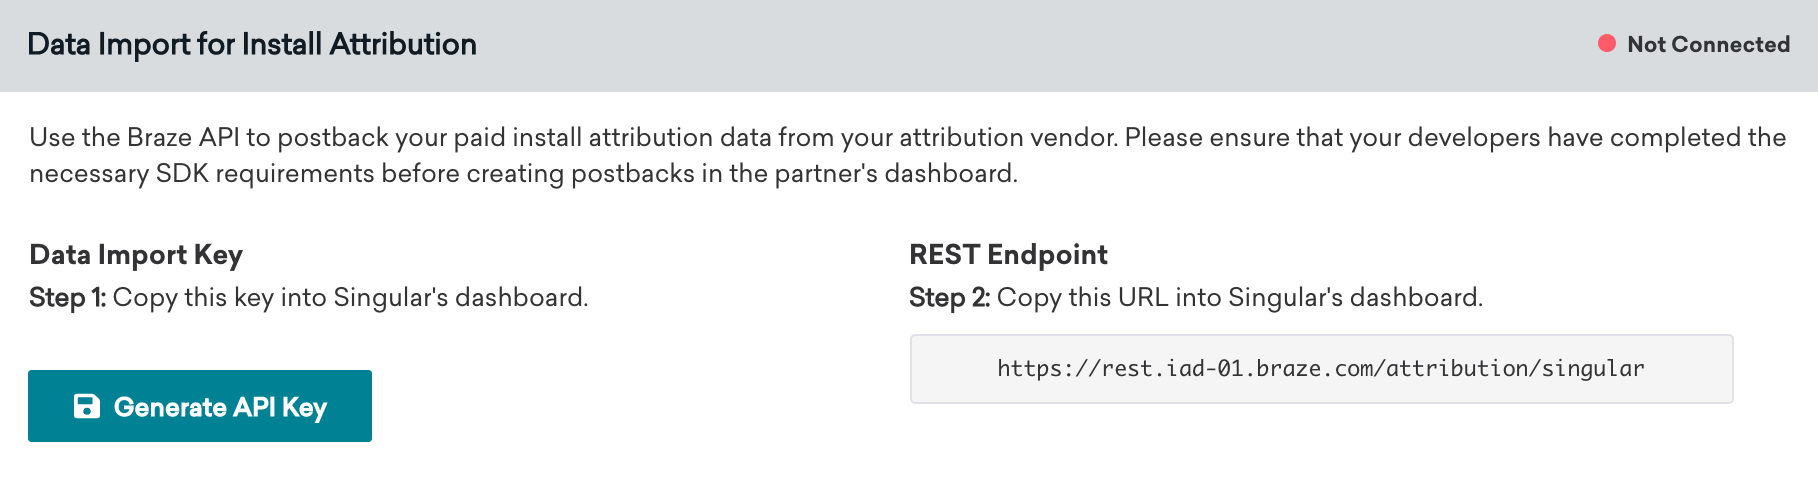 Data Import for Install Attribution
Not Connected
Use the Braze API to postback your paid install attribution data from your attribution vendor. Please ensure that your developers have completed the
necessary SDK requirements before creating postbacks in the partner's dashboard.
Data Import Key
Step 1: Copy this key into Singular's dashboard.
Generate API Key
REST Endpoint
Step 2: Copy this URL into Singular's dashboard.
https://rest.iad-01.braze.com/attribution/singular